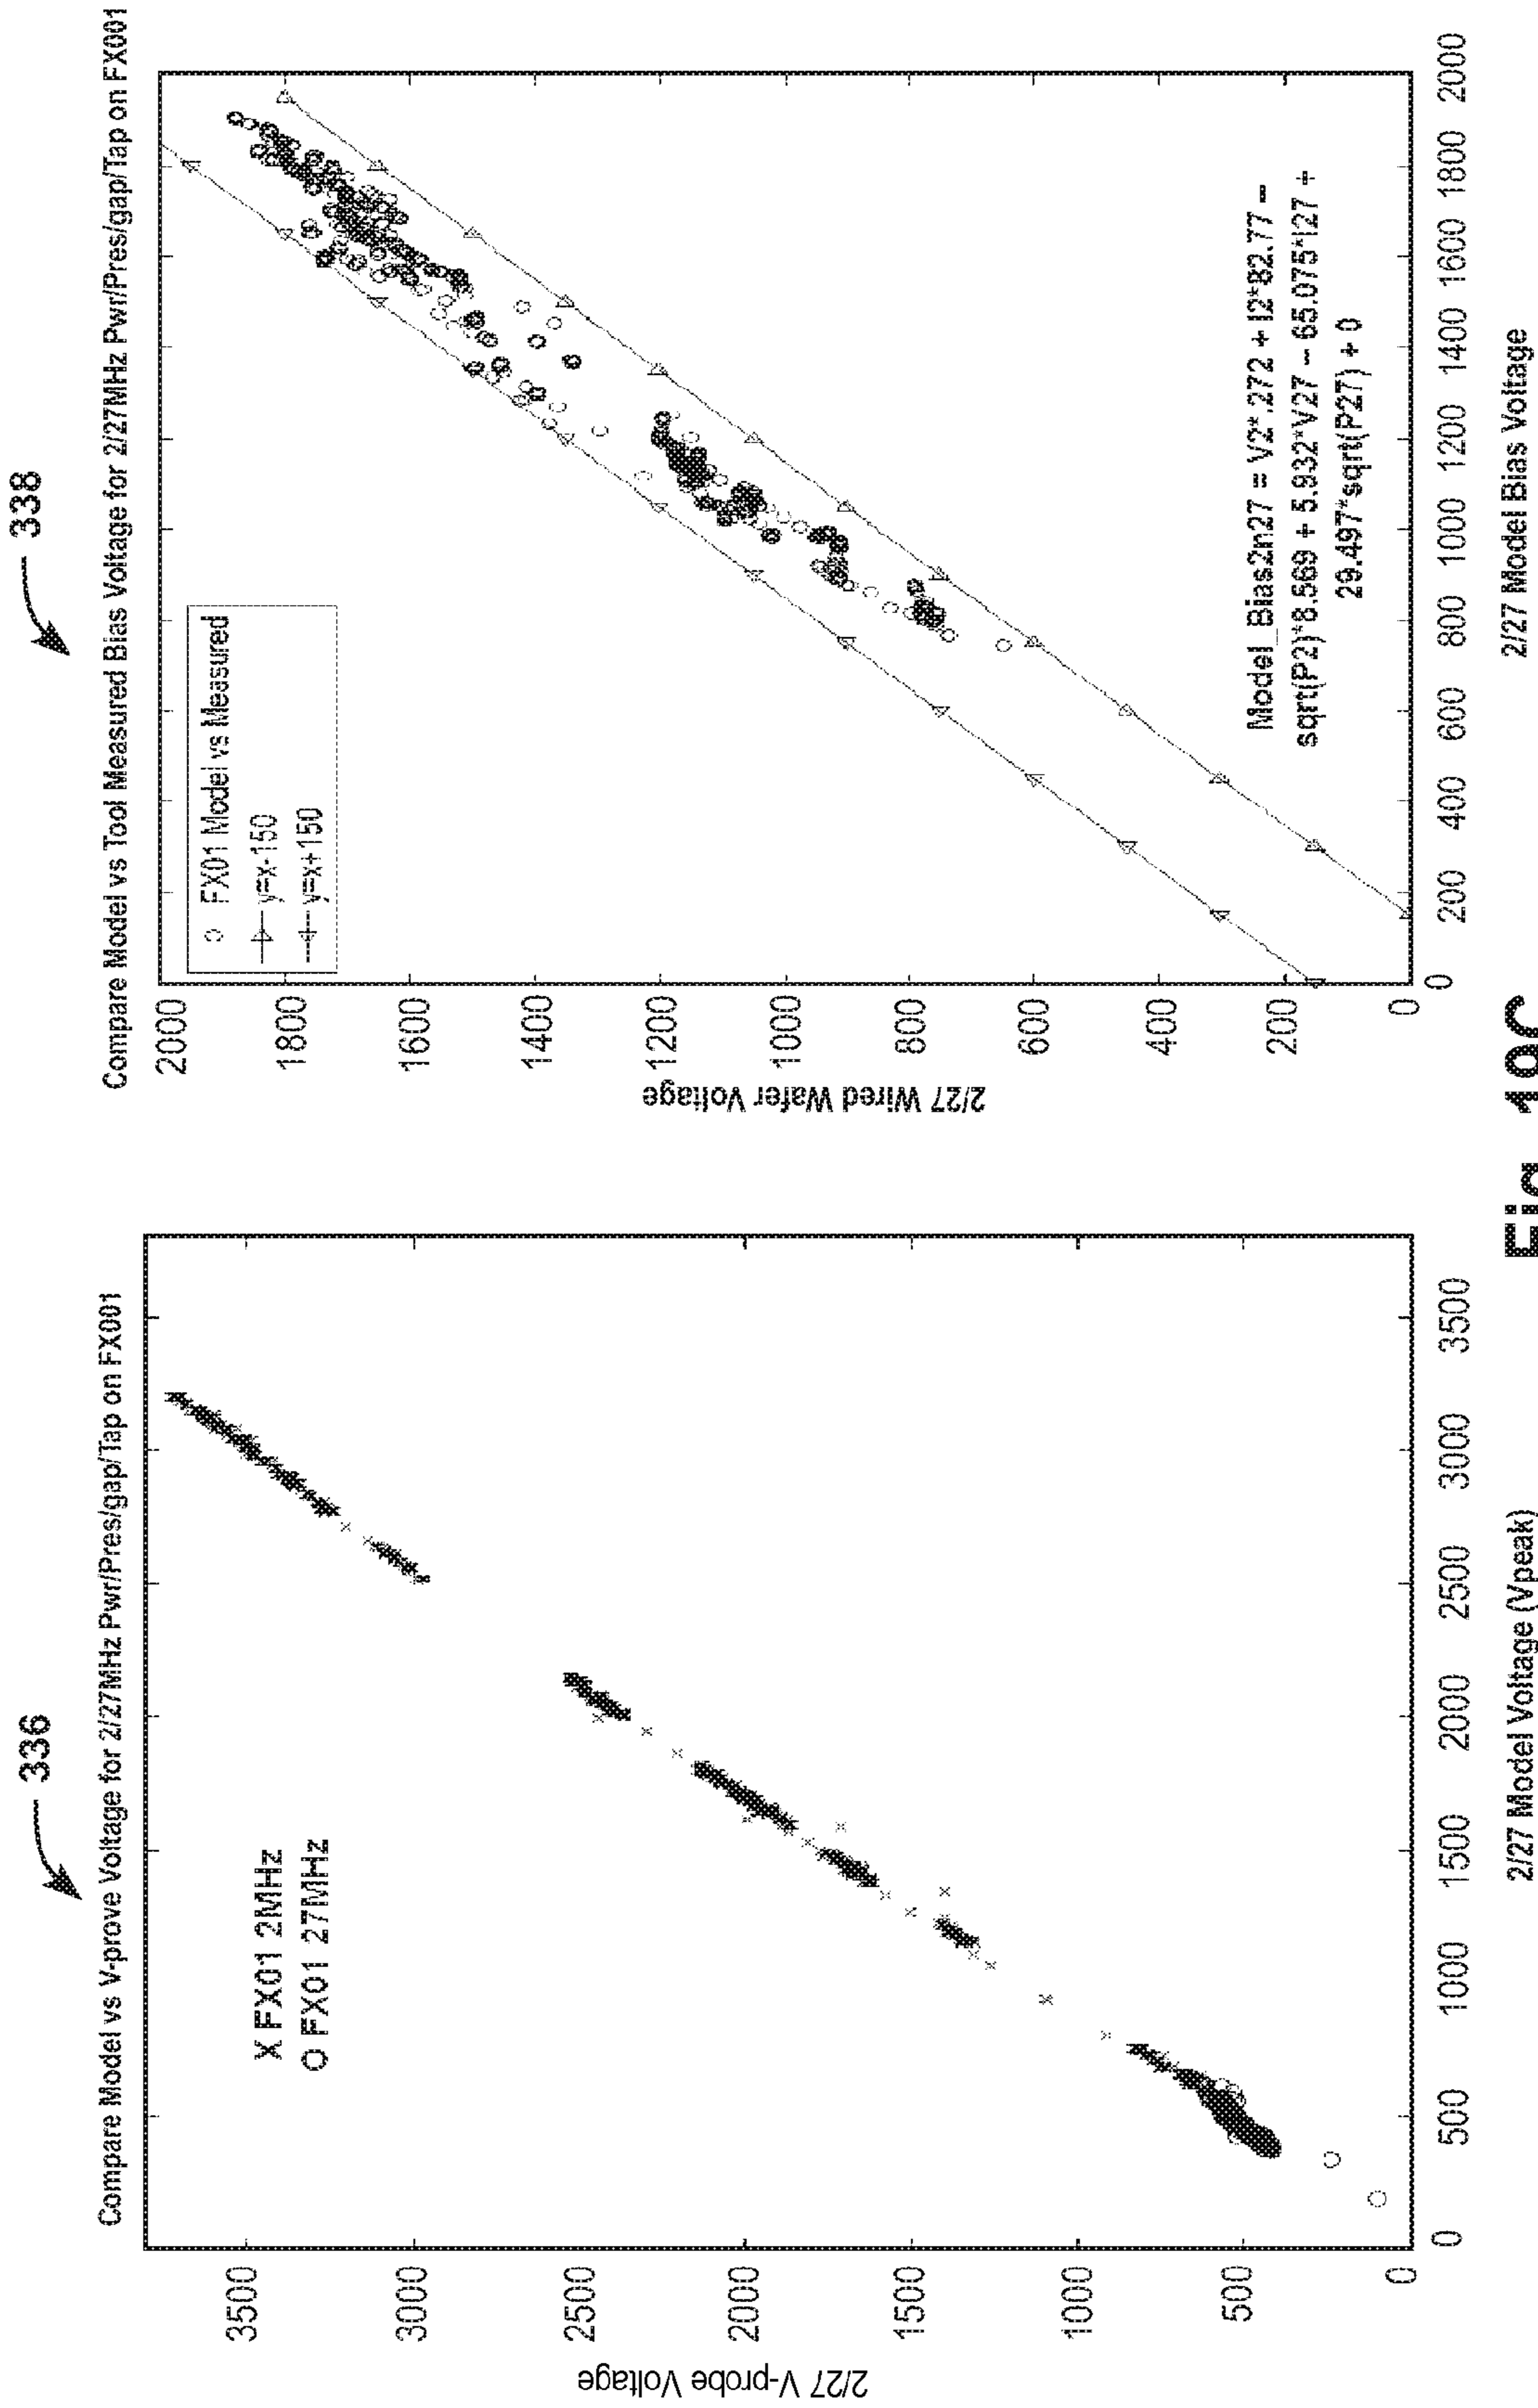 336
Compare Model vs V-prove Voltage for 2/27MHz Pwr/Pres/gap/Tap on FX001
X FX01 2MHz
O FX01 27MHz
2/27 V-probe Voltage
3500
3000
2500
2000
1500
1000
500
0
0
500
1000
1500
2000
2500
3000
3500
2/27 Model Voltage (Vpeak)
338
Compare Model vs Tool Measured Bias Voltage for 2/27MHz Pwr/Pres/gap/Tap on FX001
FX01 Model vs Measured
y=x-150
y=x+150
2/27 Wired Wafer Voltage
2000
1800
1600
1400
1200
1000
800
600
400
200
0
0
200
400
600
800
1000
1200
1400
1600
1800
2000
Model_Bias2n27 = V2*.272 + I2*82.77 –
sqrt(P2)*8.569 + 5.932*V27 – 65.075*I27 +
29.497*sqrt(P27) + 0
2/27 Model Bias Voltage
Fig.